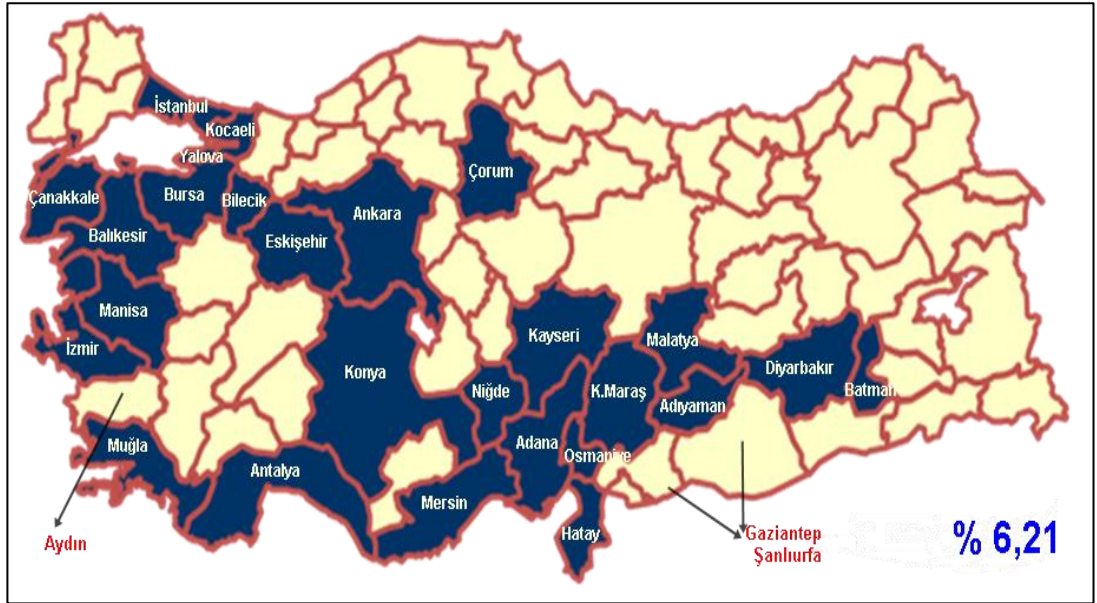 İstanbul
Kocaeli
Yalova
Çorum
Çanakkale
Bursa
Bilecik
Ankara
Balıkesir
Eskişehir
Manisa
İzmir
Kayseri
Malatya
Konya
Niğde
K.Maraş
Diyarbakır
Batman
Adıyaman
Muğla
Antalya
Adana
Osmaniye
Mersin
Hatay
Aydın
Gaziantep
Şanlıurfa
% 6,21